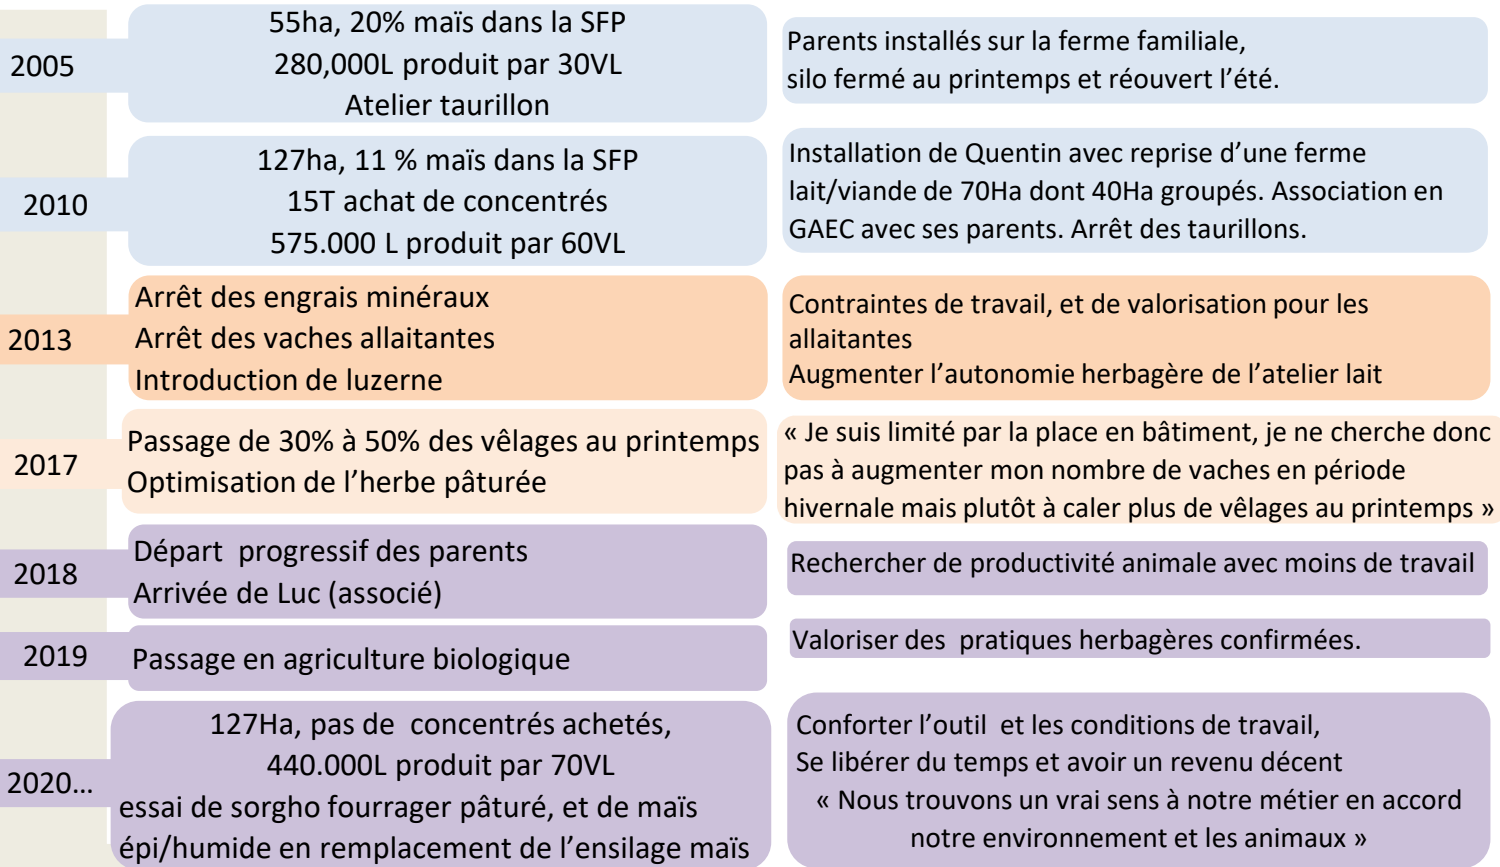 2005
55ha, 20% maïs dans la SFP
280,000L produit par 30VL
Atelier taurillon
Parents installés sur la ferme familiale,
silo fermé au printemps et réouvert l’été.
2010
127ha, 11 % maïs dans la SFP
15T achat de concentrés
575.000 L produit par 60VL
Installation de Quentin avec reprise d’une ferme
lait/viande de 70Ha dont 40Ha groupés. Association en
GAEC avec ses parents. Arrêt des taurillons.
2013
Arrêt des engrais minéraux
Arrêt des vaches allaitantes
Introduction de luzerne
Contraintes de travail, et de valorisation pour les
allaitantes
Augmenter l’autonomie herbagère de l’atelier lait
2017
Passage de 30% à 50% des vêlages au printemps
Optimisation de l’herbe pâturée
« Je suis limité par la place en bâtiment, je ne cherche donc
pas à augmenter mon nombre de vaches en période
hivernale mais plutôt à caler plus de vêlages au printemps »
2018
Départ progressif des parents
Arrivée de Luc (associé)
Rechercher de productivité animale avec moins de travail
2019
Passage en agriculture biologique
Valoriser des pratiques herbagères confirmées.
2020…
127Ha, pas de concentrés achetés,
440.000L produit par 70VL
essai de sorgho fourrager pâturé, et de maïs
épi/humide en remplacement de l’ensilage maïs
Conforter l’outil et les conditions de travail,
Se libérer du temps et avoir un revenu décent
« Nous trouvons un vrai sens à notre métier en accord
notre environnement et les animaux »